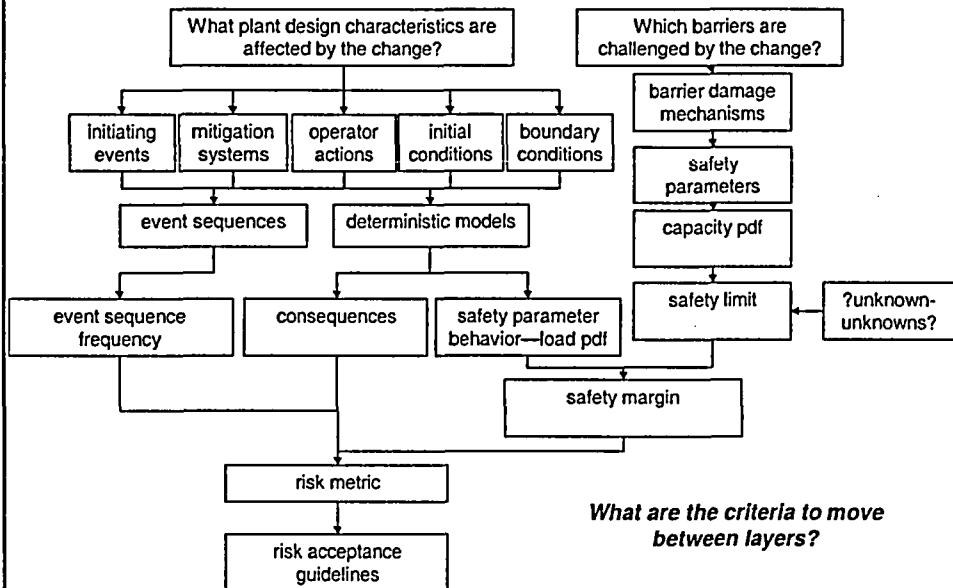 What plant design characteristics are
affected by the change?
Which barriers are
challenged by the change?
barrier damage
mechanisms
initiating
events
mitigation
systems
operator
actions
initial
conditions
boundary
conditions
safety
parameters
event sequences
deterministic models
capacity pdf
event sequence
frequency
consequences
safety parameter
behavior—load pdf
safety limit
?unknown-
unknowns?
safety margin
risk metric
What are the criteria to move
between layers?
risk acceptance
guidelines